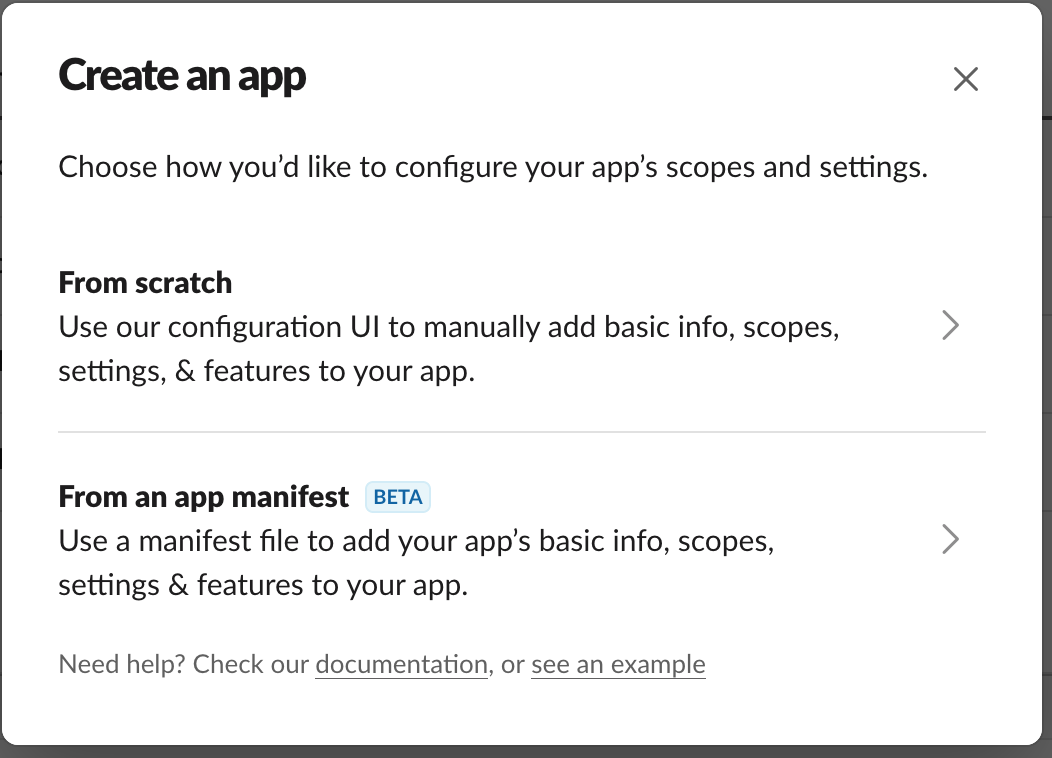 Create an app
Choose how you’d like to configure your app’s scopes and settings.
From scratch
Use our configuration UI to manually add basic info, scopes,
settings, & features to your app.
From an app manifest BETA
Use a manifest file to add your app’s basic info, scopes,
settings & features to your app.
Need help? Check our documentation, or see an example